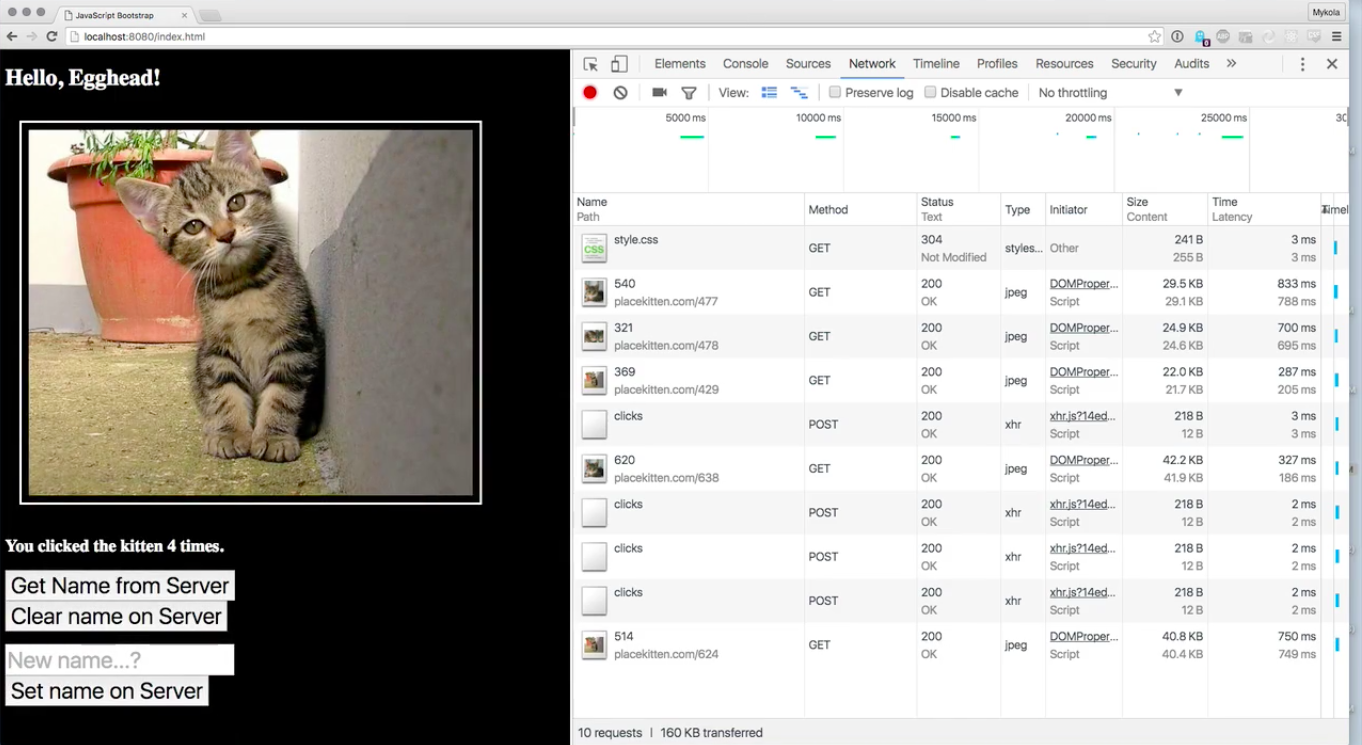 JavaScript Bootstrap
Mykola
localhost:8080/index.html
Hello, Egghead!
You clicked the kitten 4 times.
Get Name from Server
Clear name on Server
New name...?
Set name on Server
Elements Console Sources Network Timeline Profiles Resources Security Audits »
View: Preserve log Disable cache No throttling
5000 ms 10000 ms 15000 ms 20000 ms 25000 ms
Name Method Status Type Initiator Size Time
Path Text Content Latency
style.css GET 304 styles... Other 241 B 3 ms
Not Modified 255 B 3 ms
540 GET 200 jpeg DOMProper... 29.5 KB 833 ms
placekitten.com/477 OK Script 29.1 KB 788 ms
321 GET 200 jpeg DOMProper... 24.9 KB 700 ms
placekitten.com/478 OK Script 24.6 KB 695 ms
369 GET 200 jpeg DOMProper... 22.0 KB 287 ms
placekitten.com/429 OK Script 21.7 KB 205 ms
clicks POST 200 xhr xhr.js?14ed... 218 B 3 ms
OK Script 12 B 3 ms
620 GET 200 jpeg DOMProper... 42.2 KB 327 ms
placekitten.com/638 OK Script 41.9 KB 186 ms
clicks POST 200 xhr xhr.js?14ed... 218 B 2 ms
OK Script 12 B 2 ms
clicks POST 200 xhr xhr.js?14ed... 218 B 2 ms
OK Script 12 B 2 ms
clicks POST 200 xhr xhr.js?14ed... 218 B 2 ms
OK Script 12 B 2 ms
514 GET 200 jpeg DOMProper... 40.8 KB 750 ms
placekitten.com/624 OK Script 40.4 KB 749 ms
10 requests | 160 KB transferred